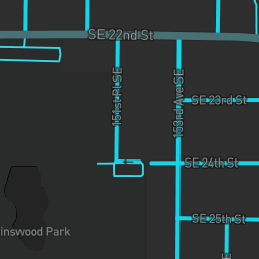 SE 22nd St
151st Pl SE
153rd Ave SE
SE 23rd St
SE 24th St
SE 25th St
inswood Park
E